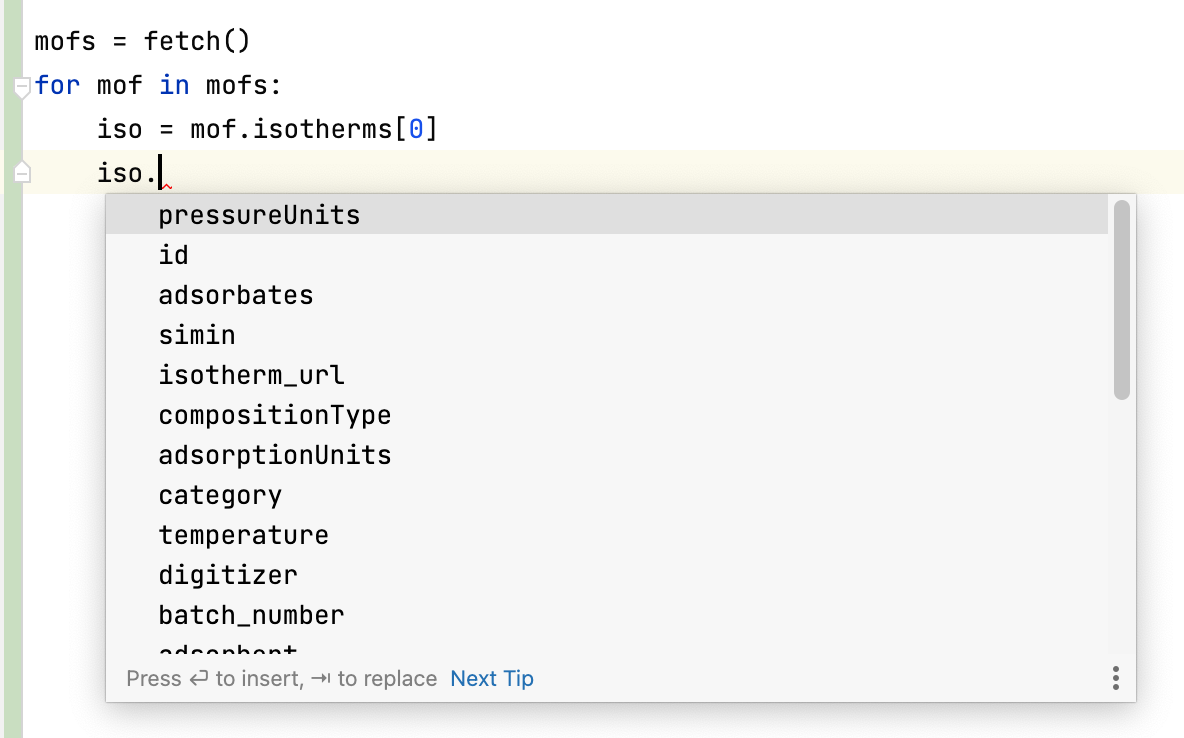 mofs = fetch()
for mof in mofs:
    iso = mof.isotherms[0]
    iso.
pressureUnits
id
adsorbates
simin
isotherm_url
compositionType
adsorptionUnits
category
temperature
digitizer
batch_number
adsorbent
Press ↩ to insert, ⇥ to replace Next Tip